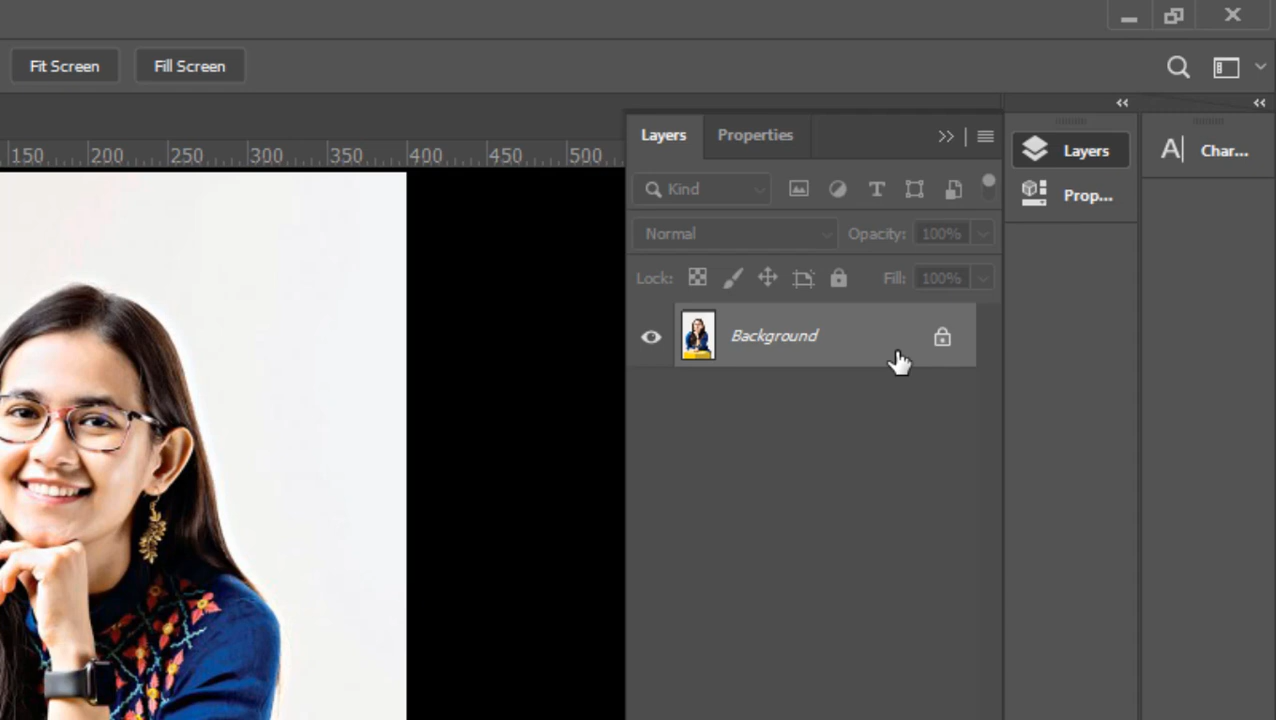 Fit Screen Fill Screen
150 200 250 300 350 400 450 500
Layers Properties
Layers
A Char...
Kind T
Prop...
Normal Opacity: 100%
Lock: Fill: 100%
Background